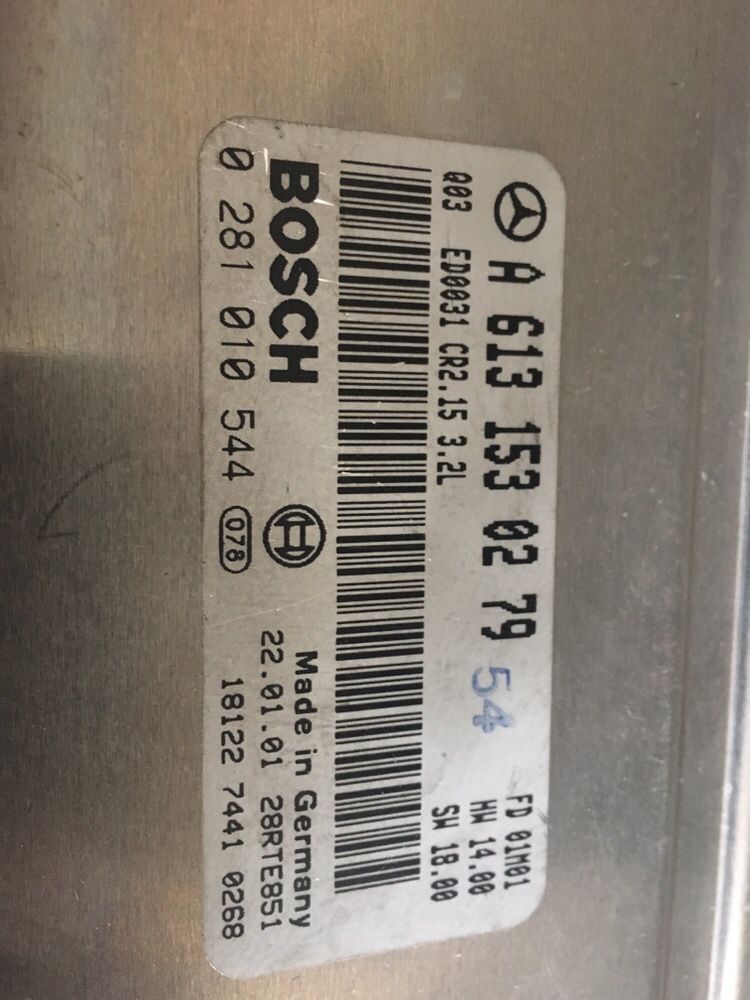 A 613 153 02 79 54
Q03 ED0031 CR2.15 3.2L
FD 01M01
HW 14.00
SW 18.00
BOSCH
0 281 010 544 078
Made in Germany
22.01.01 28RTE851
18122 7441 0268